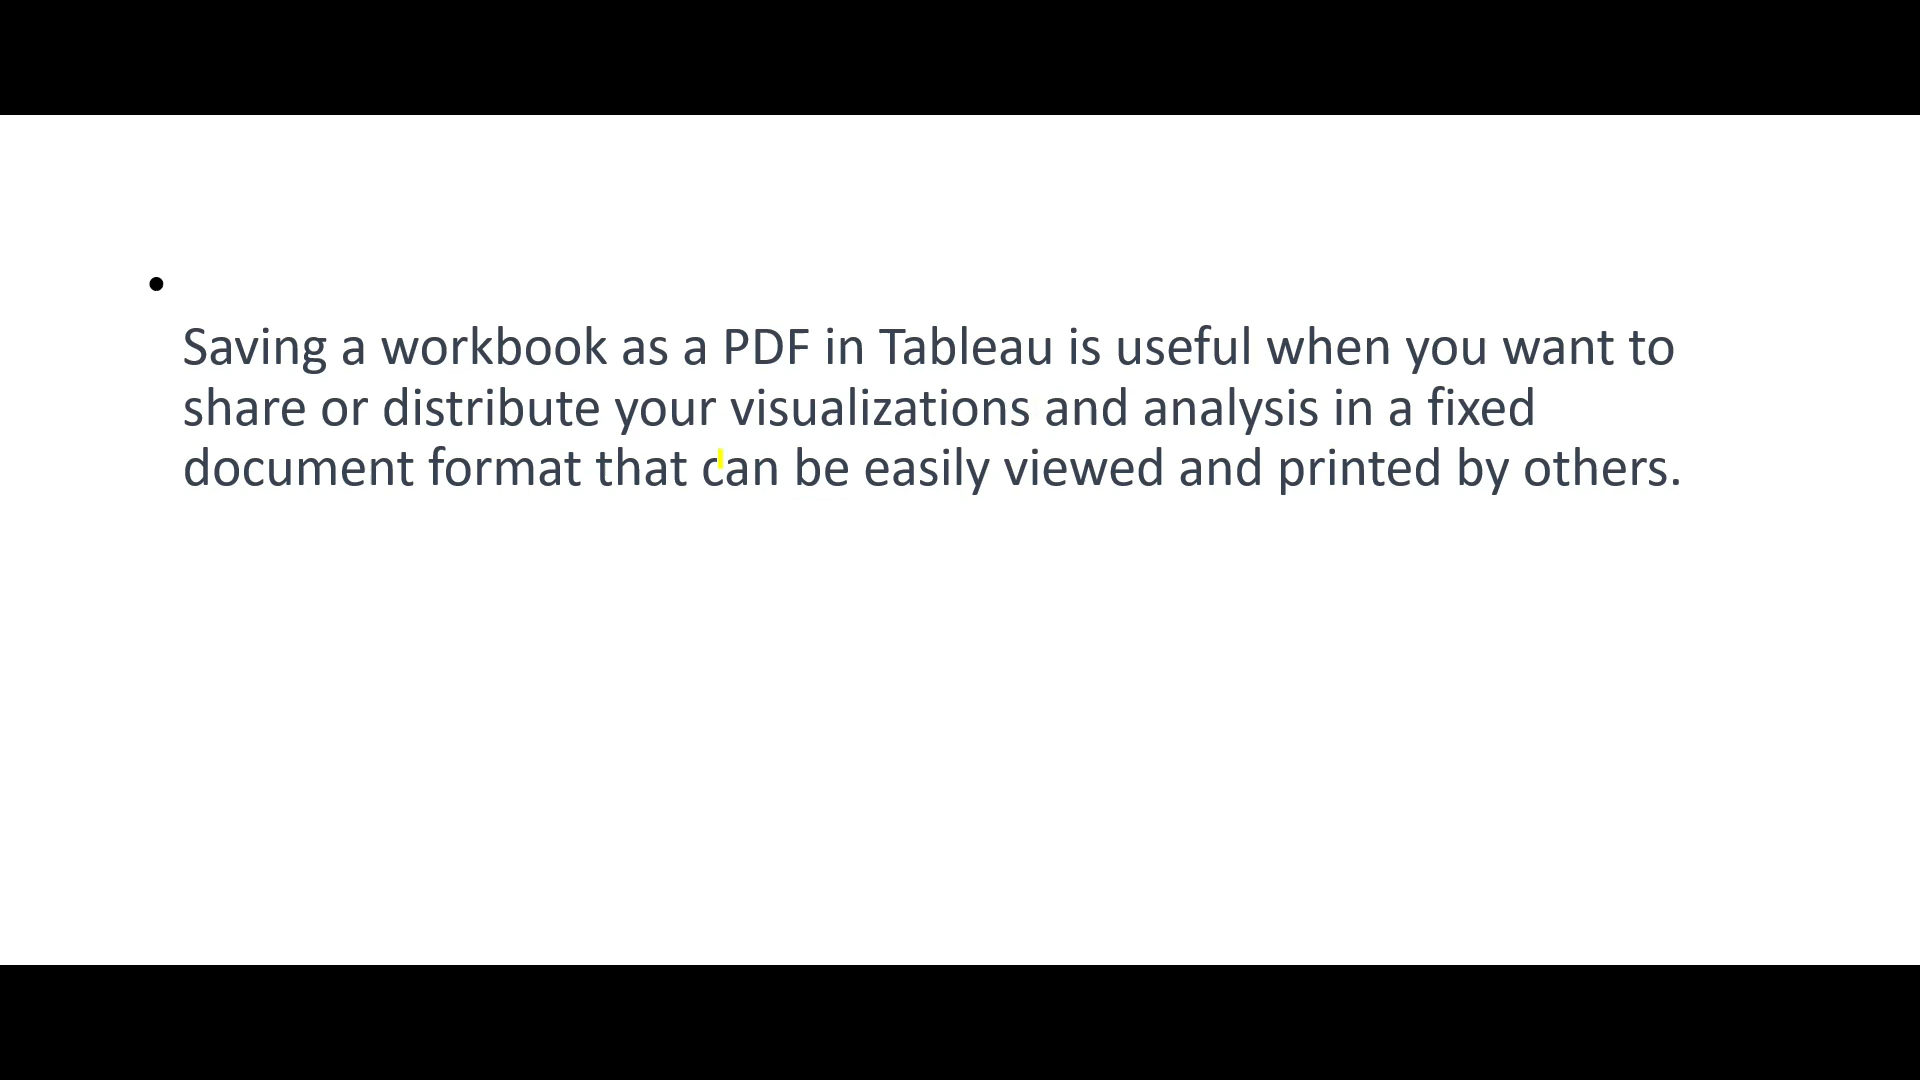 •
Saving a workbook as a PDF in Tableau is useful when you want to
share or distribute your visualizations and analysis in a fixed
document format that can be easily viewed and printed by others.